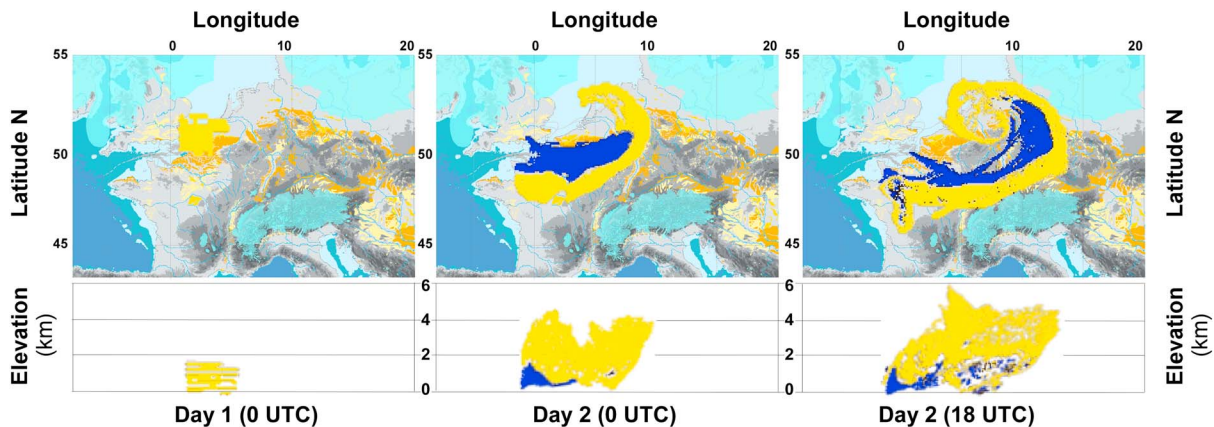 Longitude Longitude Longitude
0 10 20 0 10 20 0 10 20
55 55 55
Latitude N
50 50 50
Latitude N
45 45 45
Elevation
(km)
6 6
4 4
2 2
0 0
Elevation
(km)
Day 1 (0 UTC) Day 2 (0 UTC) Day 2 (18 UTC)